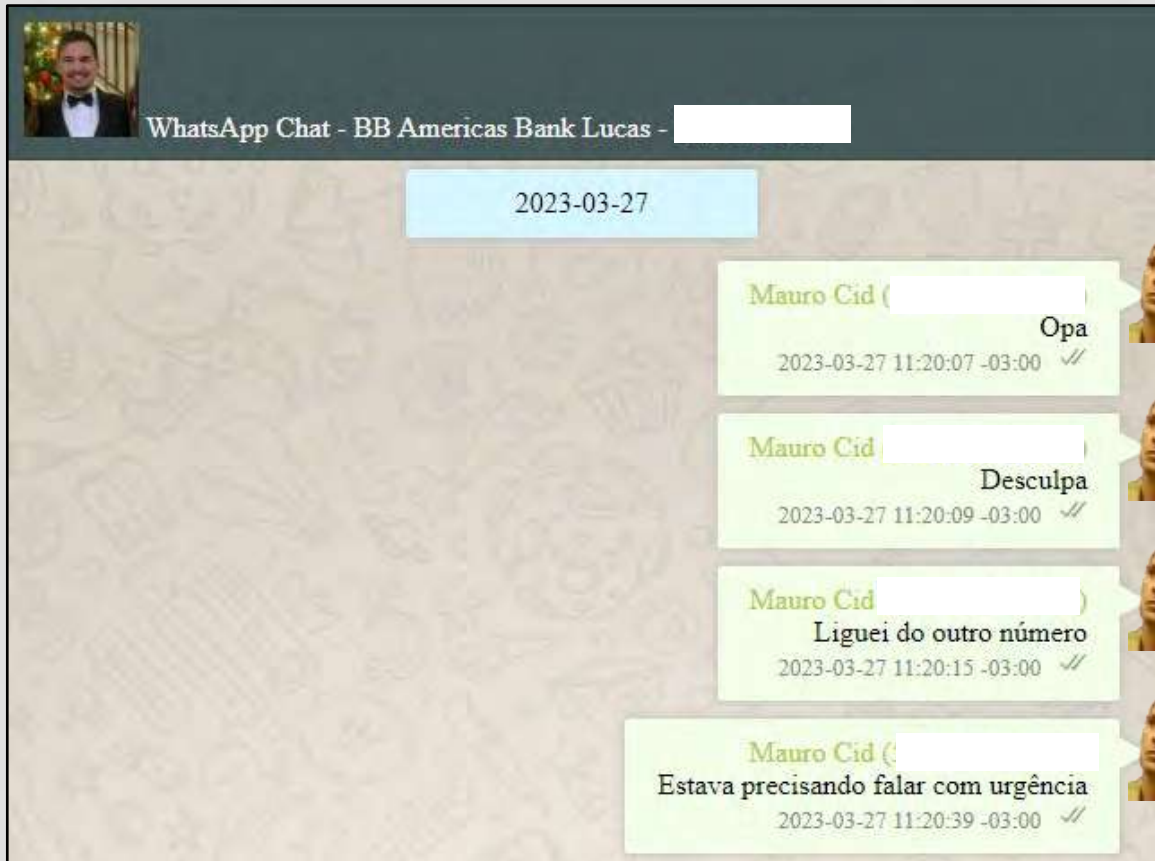 WhatsApp Chat - BB Americas Bank Lucas -
2023-03-27
Mauro Cid (
Opa
2023-03-27 11:20:07 -03:00
Mauro Cid )
Desculpa
2023-03-27 11:20:09 -03:00
Mauro Cid )
Liguei do outro número
2023-03-27 11:20:15 -03:00
Mauro Cid (
Estava precisando falar com urgência
2023-03-27 11:20:39 -03:00